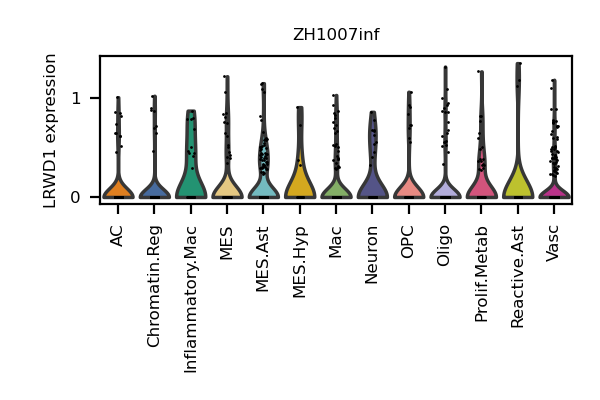 ZH1007inf
LRWD1 expression
1
0
AC
Chromatin.Reg
Inflammatory.Mac
MES
MES.Ast
MES.Hyp
Mac
Neuron
OPC
Oligo
Prolif.Metab
Reactive.Ast
Vasc